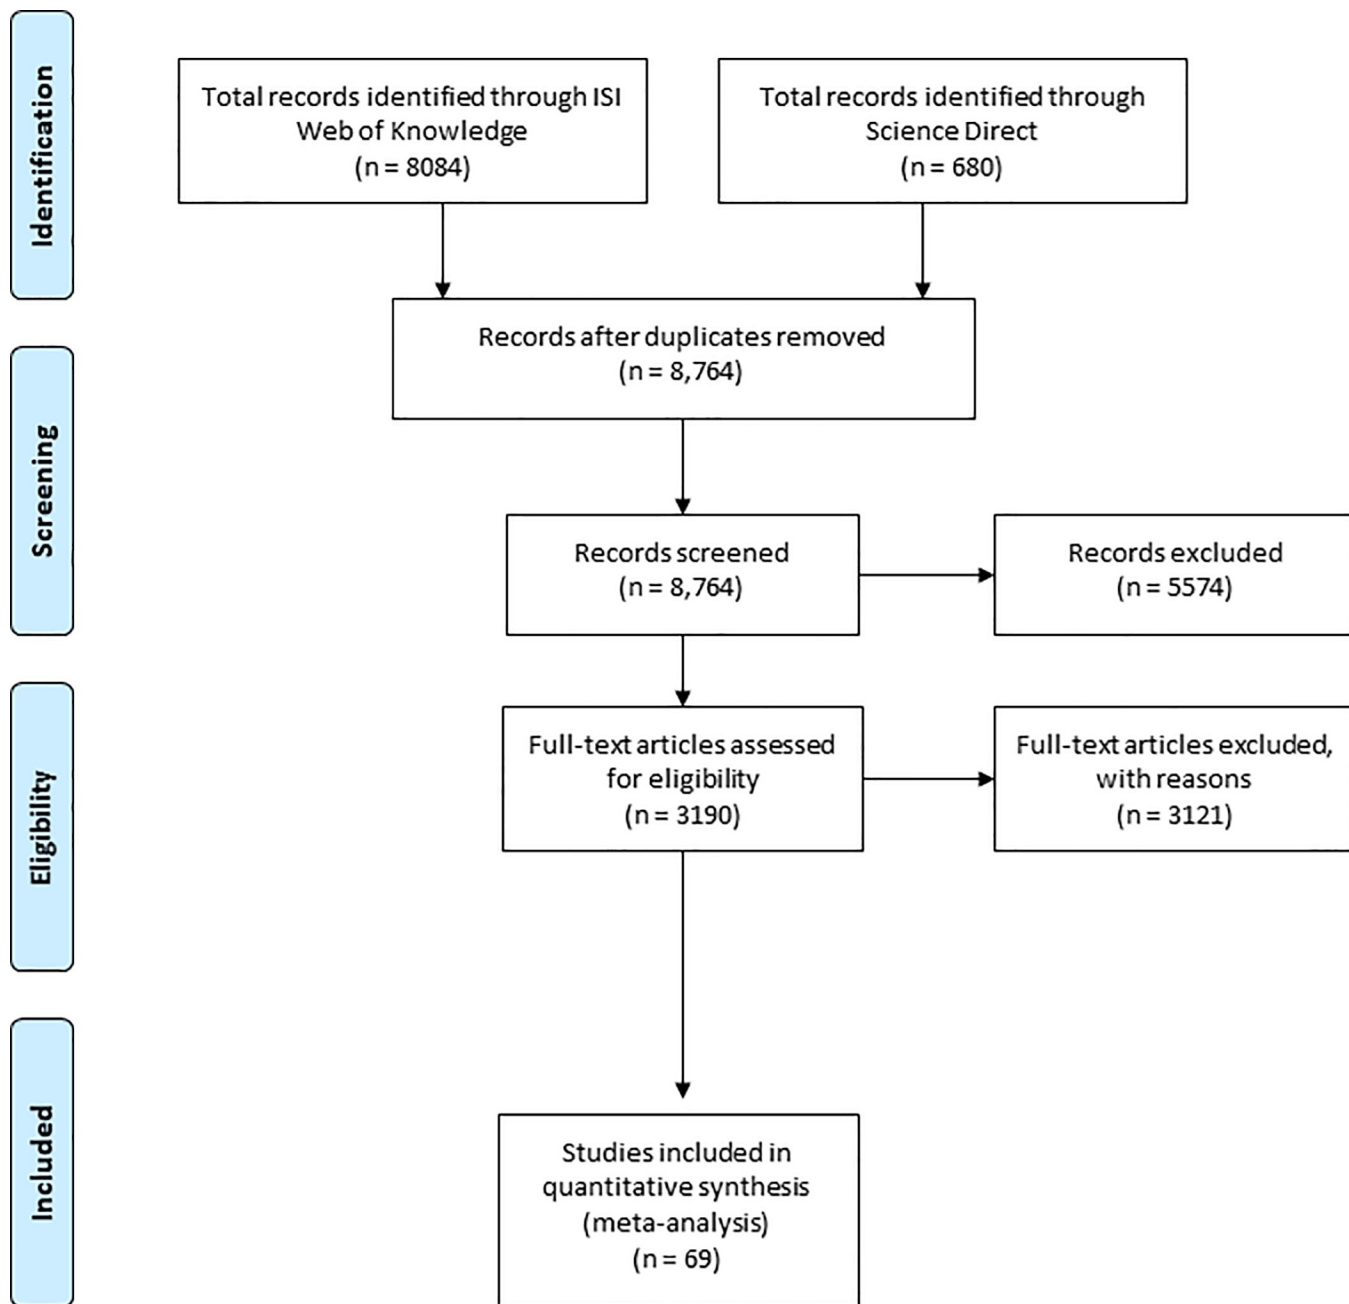 Identification
Total records identified through ISI
Web of Knowledge
(n = 8084)
Total records identified through
Science Direct
(n = 680)
Records after duplicates removed
(n = 8,764)
Screening
Records screened
(n = 8,764)
Records excluded
(n = 5574)
Eligibility
Full-text articles assessed
for eligibility
(n = 3190)
Full-text articles excluded,
with reasons
(n = 3121)
Included
Studies included in
quantitative synthesis
(meta-analysis)
(n = 69)